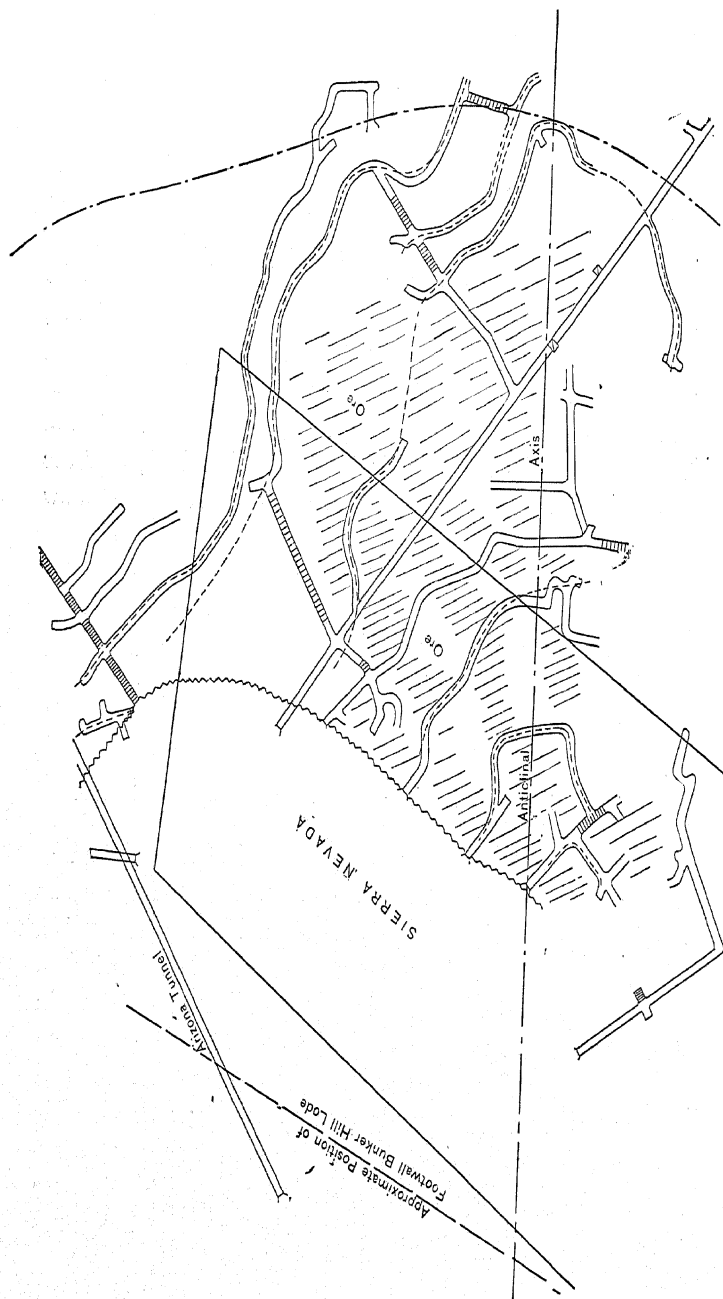 Ore
Axis
Ore
Anticlinal
SIERRA NEVADA
Arizona Tunnel
Approximate Position of
Footwall Bunker Hill Lode